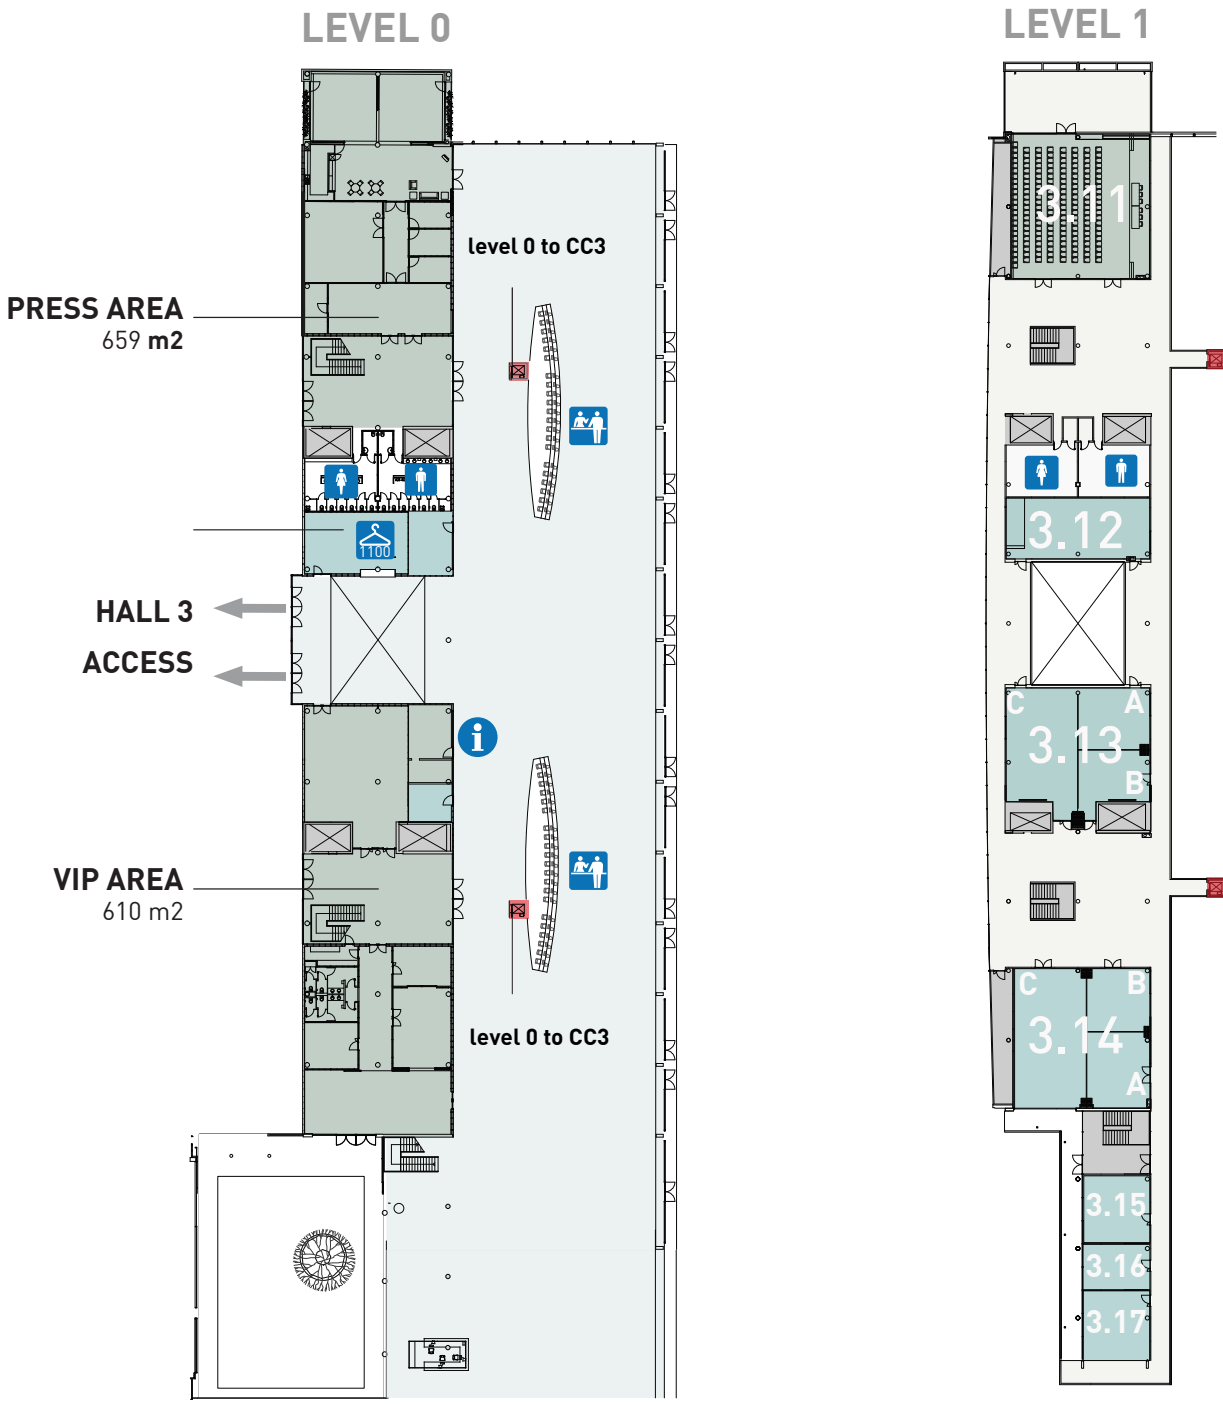 LEVEL 0
LEVEL 1
3.11
level 0 to CC3
PRESS AREA
659 m2
3.12
1100
HALL 3
ACCESS
C
A
3.13
B
i
VIP AREA
610 m2
C
B
3.14
A
level 0 to CC3
3.15
3.16
3.17